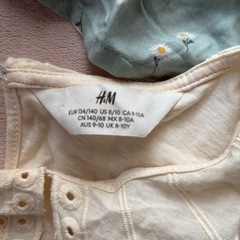 H&M
EUR 134/140 US 8/10 CA 8-10A
CN 140/68 MX 8-10A
AUS 9-10 UK 8-10Y